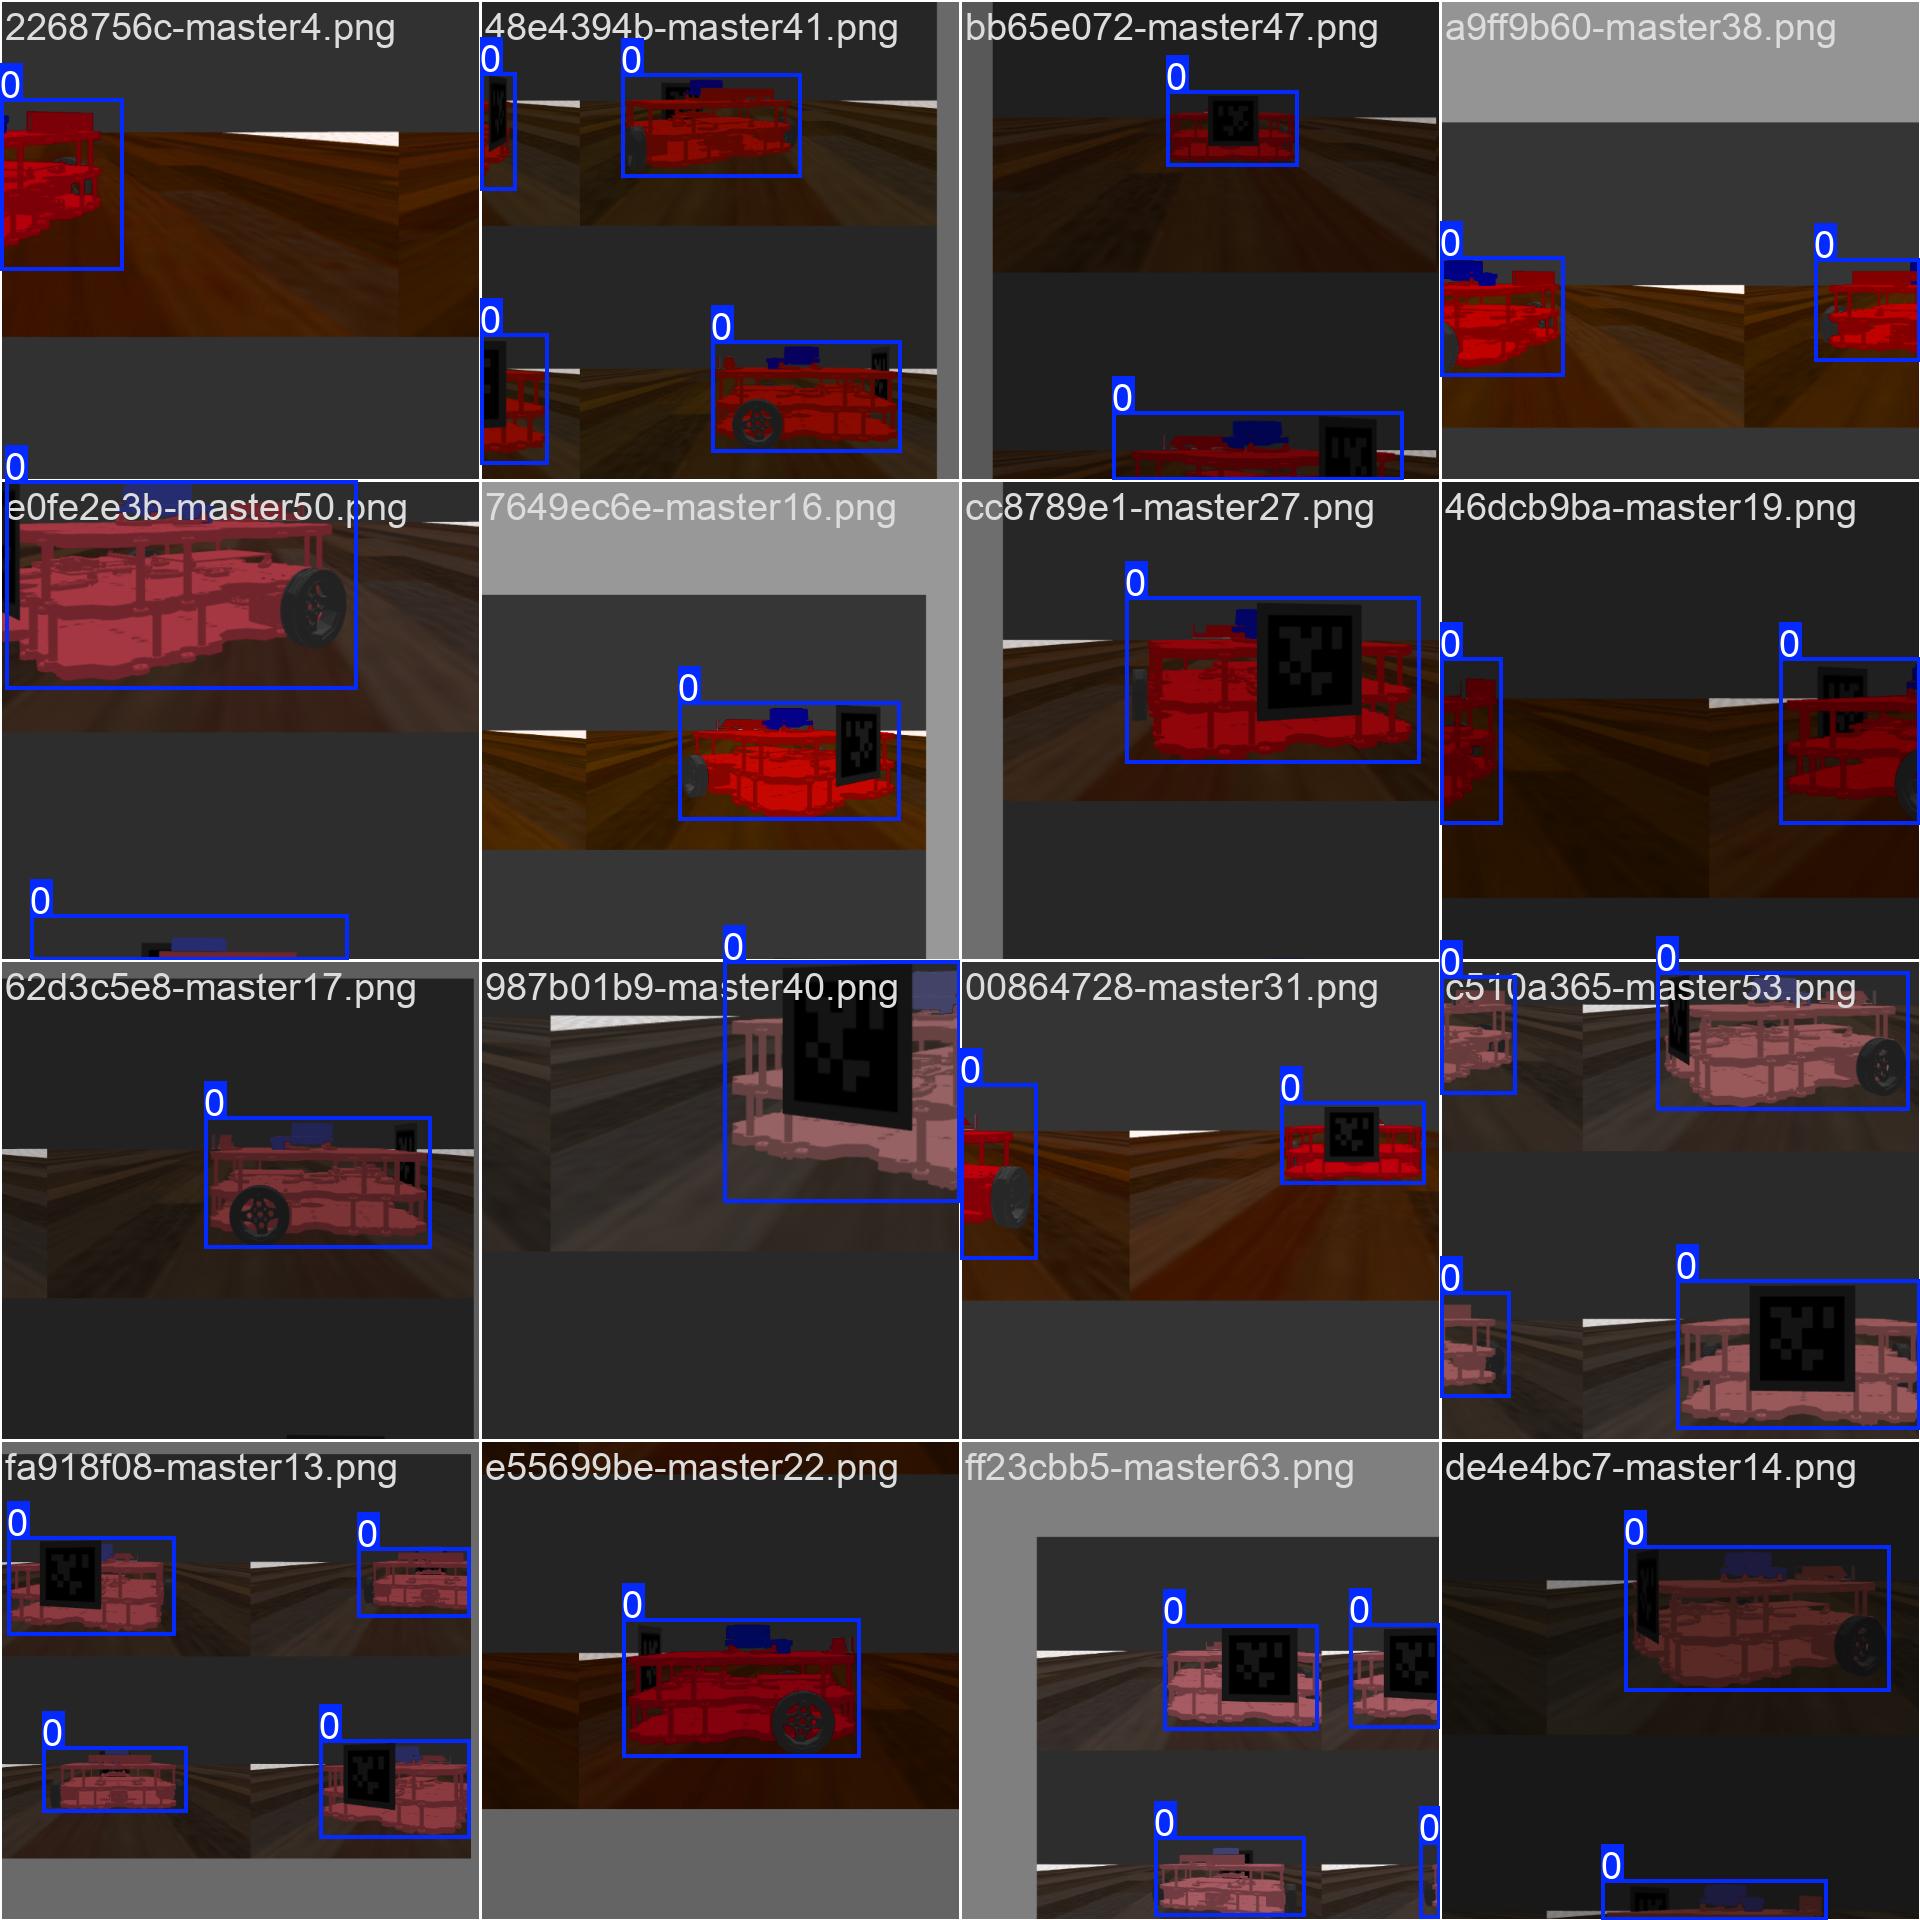 2268756c-master4.png
48e4394b-master41.png
bb65e072-master47.png
a9ff9b60-master38.png
0
0
0
0
0
0
0
0
0
e0fe2e3b-master50.png
7649ec6e-master16.png
cc8789e1-master27.png
46dcb9ba-master19.png
0
0
0
0
0
0
0
62d3c5e8-master17.png
987b01b9-master40.png
00864728-master31.png
c510a365-master53.png
0
0
0
0
0
0
0
0
fa918f08-master13.png
e55699be-master22.png
ff23cbb5-master63.png
de4e4bc7-master14.png
0
0
0
0
0
0
0
0
0
0
0